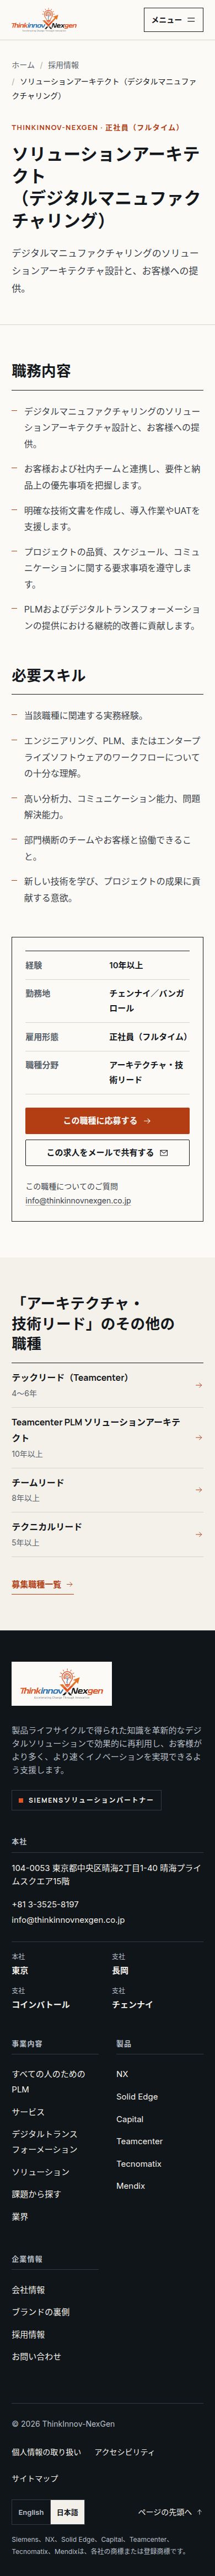 ThinkinnovNexgen
メニュー
ホーム / 採用情報
/ ソリューションアーキテクト（デジタルマニュファ
クチャリング）
THINKINNOV-NEXGEN · 正社員（フルタイム）
ソリューションアーキテ
クト
（デジタルマニュファク
チャリング）
デジタルマニュファクチャリングのソリュー
ションアーキテクチャ設計と、お客様への提
供。
職務内容
デジタルマニュファクチャリングのソリュー
ションアーキテクチャ設計と、お客様への提
供。
お客様および社内チームと連携し、要件と納
品上の優先事項を把握します。
明確な技術文書を作成し、導入作業やUATを
支援します。
プロジェクトの品質、スケジュール、コミュ
ニケーションに関する要求事項を遵守しま
す。
PLMおよびデジタルトランスフォーメーショ
ンの提供における継続的改善に貢献します。
必要スキル
当該職種に関連する実務経験。
エンジニアリング、PLM、またはエンタープ
ライズソフトウェアのワークフローについて
の十分な理解。
高い分析力、コミュニケーション能力、問題
解決能力。
部門横断のチームやお客様と協働できるこ
と。
新しい技術を学び、プロジェクトの成果に貢
献する意欲。
経験 10年以上
勤務地 チェンナイ／バンガ
ロール
雇用形態 正社員（フルタイム）
職種分野 アーキテクチャ・技
術リード
この職種に応募する →
この求人をメールで共有する
この職種についてのご質問
info@thinkinnovnexgen.co.jp
「アーキテクチャ・
技術リード」のその他の
職種
テックリード（Teamcenter） →
4〜6年
Teamcenter PLM ソリューションアーキテ
クト →
10年以上
チームリード →
8年以上
テクニカルリード →
5年以上
募集職種一覧 →
ThinkinnovNexgen
製品ライフサイクルで得られた知識を革新的なデジ
タルソリューションで効果的に再利用し、お客様が
より多く、より速くイノベーションを実現できるよ
う支援します。
SIEMENSソリューションパートナー
本社
104-0053 東京都中央区晴海2丁目1-40 晴海プライ
ムスクエア15階
+81 3-3525-8197
info@thinkinnovnexgen.co.jp
本社 支社
東京 長岡
支社 支社
コインバトール チェンナイ
事業内容
すべての人のための
PLM
サービス
デジタルトランス
フォーメーション
ソリューション
課題から探す
業界
製品
NX
Solid Edge
Capital
Teamcenter
Tecnomatix
Mendix
企業情報
会社情報
ブランドの裏側
採用情報
お問い合わせ
© 2026 ThinkInnov-NexGen
個人情報の取り扱い アクセシビリティ
サイトマップ
English 日本語 ページの先頭へ ↑
Siemens、NX、Solid Edge、Capital、Teamcenter、
Tecnomatix、Mendixは、各社の商標または登録商標です。